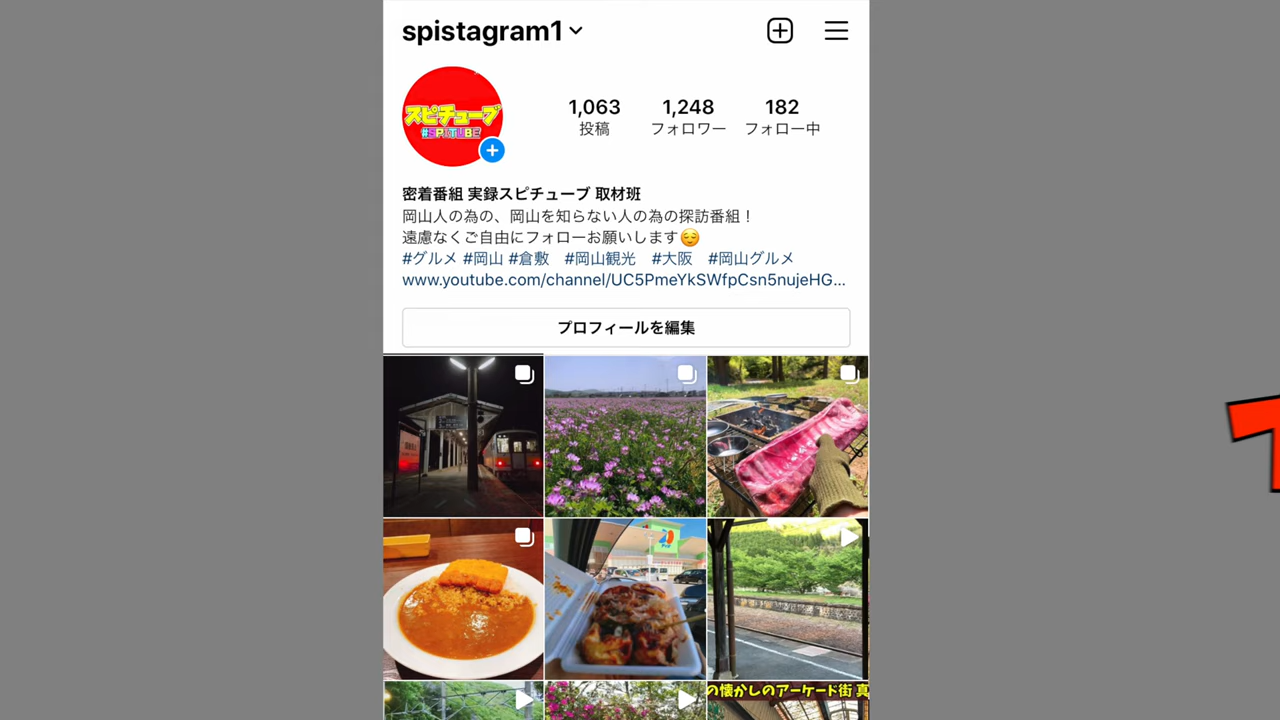 spistagram1
スピチューブ
#SPITUBE
1,063
投稿
1,248
フォロワー
182
フォロー中
密着番組 実録スピチューブ 取材班
岡山人の為の、岡山を知らない人の為の探訪番組！
遠慮なくご自由にフォローお願いします😌
#グルメ #岡山 #倉敷　#岡山観光　#大阪　#岡山グルメ
www.youtube.com/channel/UC5PmeYkSWfpCsn5nujeHG...
プロフィールを編集
の懐かしのアーケード街 真